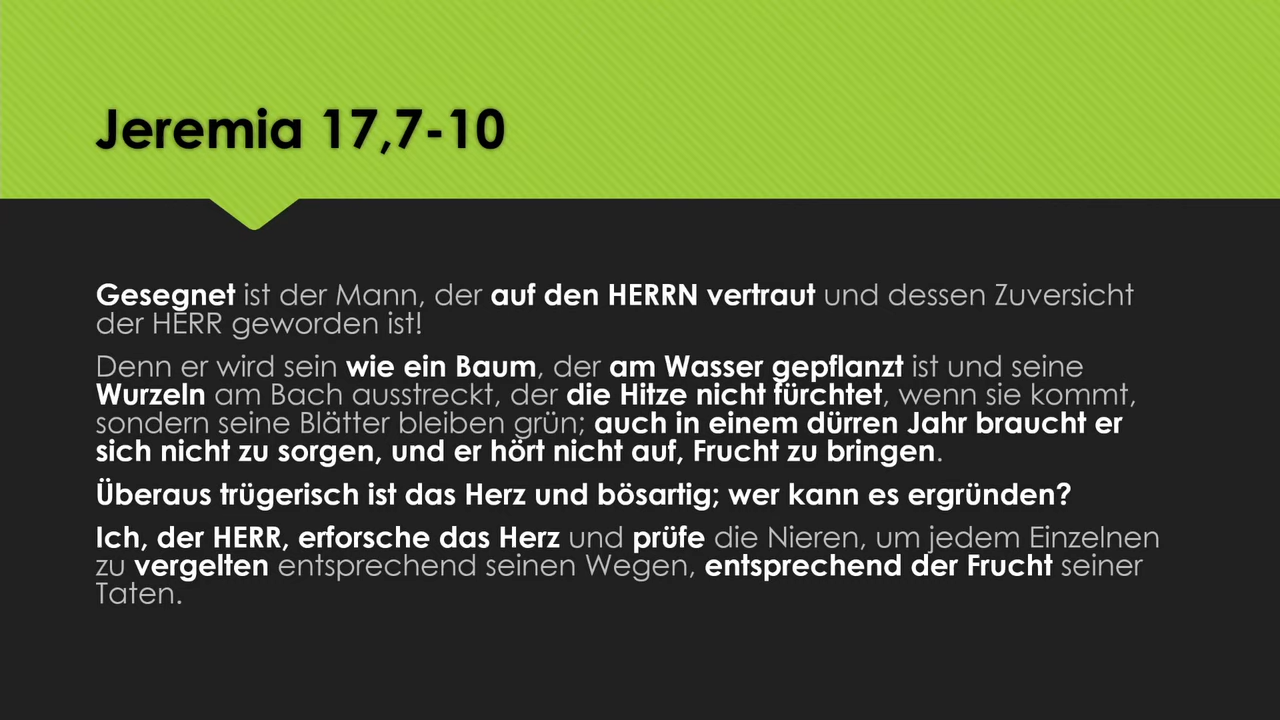 Jeremia 17,7-10
Gesegnet ist der Mann, der auf den HERRN vertraut und dessen Zuversicht
der HERR geworden ist!
Denn er wird sein wie ein Baum, der am Wasser gepflanzt ist und seine
Wurzeln am Bach ausstreckt, der die Hitze nicht fürchtet, wenn sie kommt,
sondern seine Blätter bleiben grün; auch in einem dürren Jahr braucht er
sich nicht zu sorgen, und er hört nicht auf, Frucht zu bringen.
Überaus trügerisch ist das Herz und bösartig; wer kann es ergründen?
Ich, der HERR, erforsche das Herz und prüfe die Nieren, um jedem Einzelnen
zu vergelten entsprechend seinen Wegen, entsprechend der Frucht seiner
Taten.